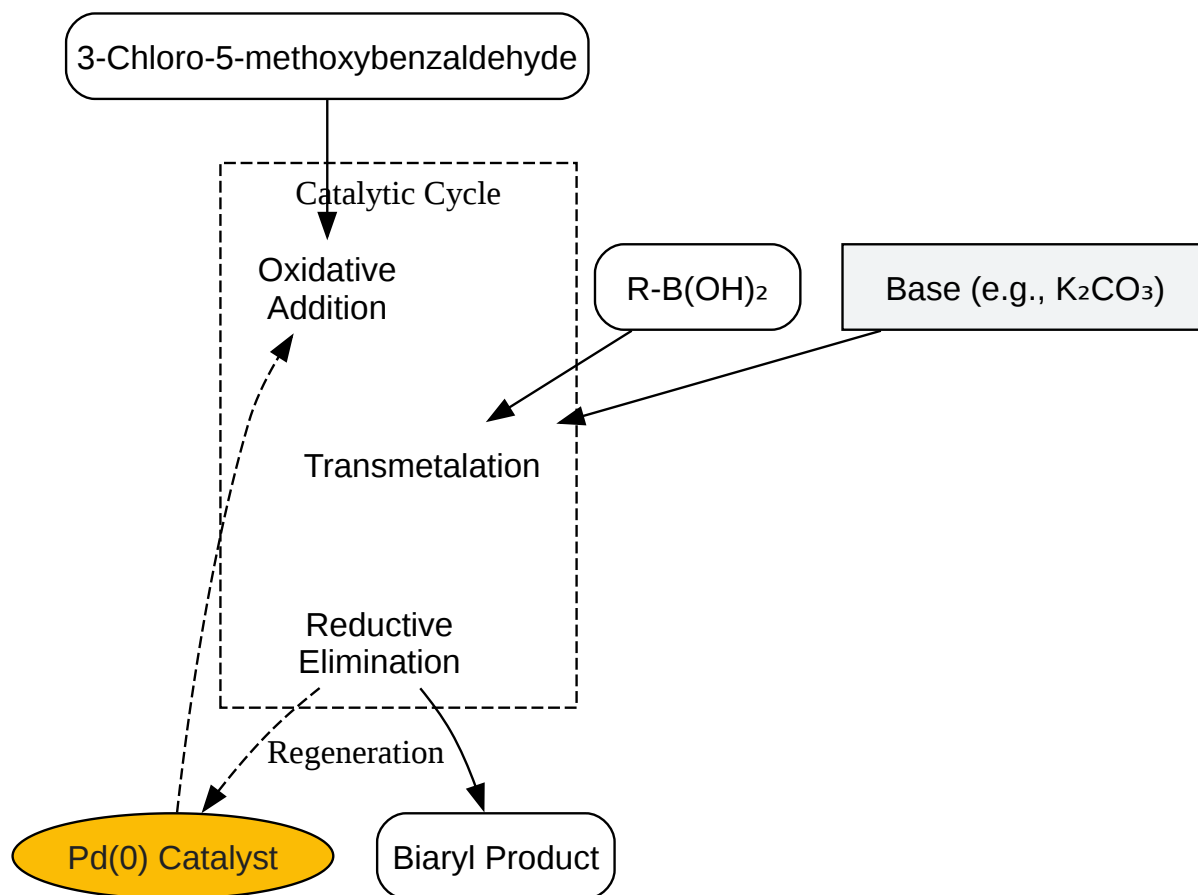 3-Chloro-5-methoxybenzaldehyde
Catalytic Cycle
Oxidative
Addition
R-B(OH)₂
Base (e.g., K₂CO₃)
Transmetalation
Reductive
Elimination
Regeneration
Pd(0) Catalyst
Biaryl Product